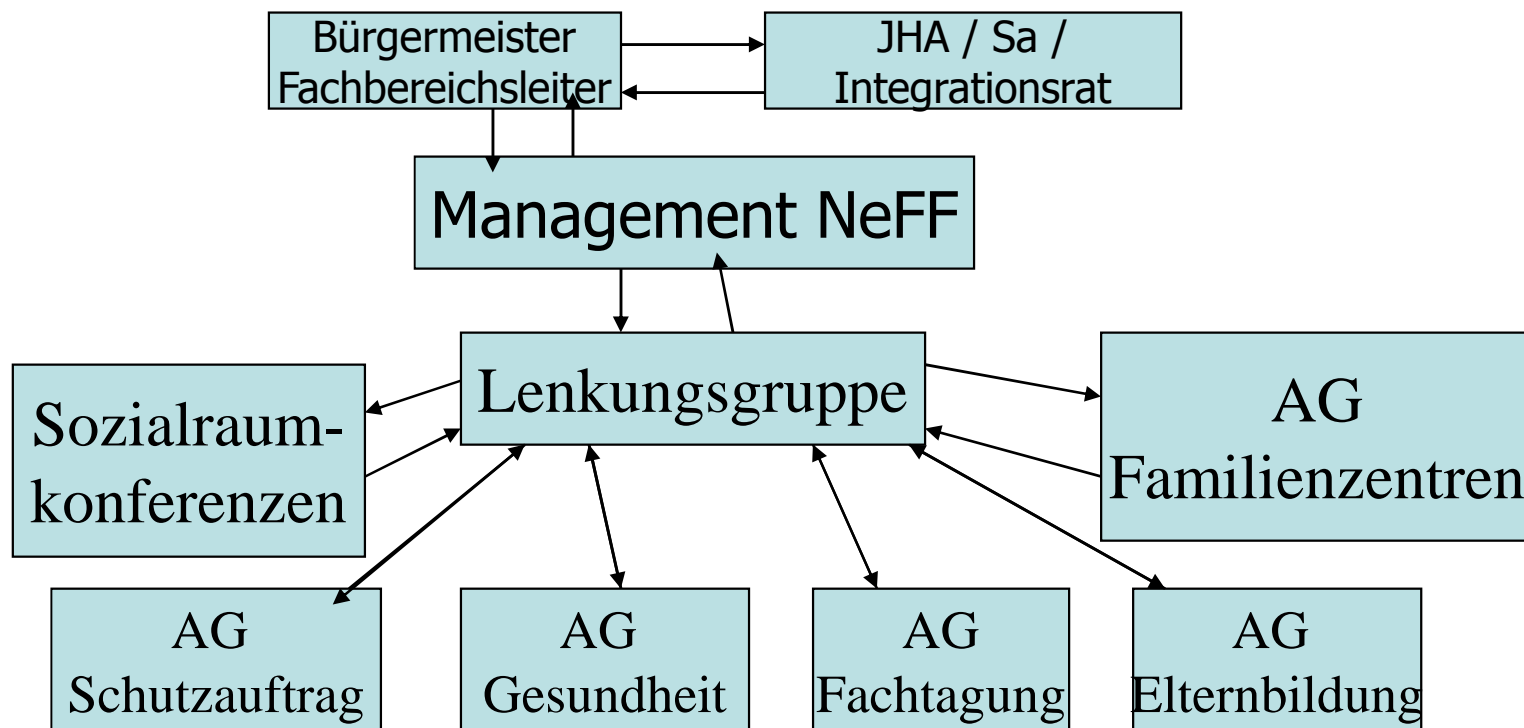 Bürgermeister
Fachbereichsleiter
JHA / Sa /
Integrationsrat
Management NeFF
Lenkungsgruppe
Sozialraum-
konferenzen
AG
Familienzentren
AG
Schutzauftrag
AG
Gesundheit
AG
Fachtagung
AG
Elternbildung